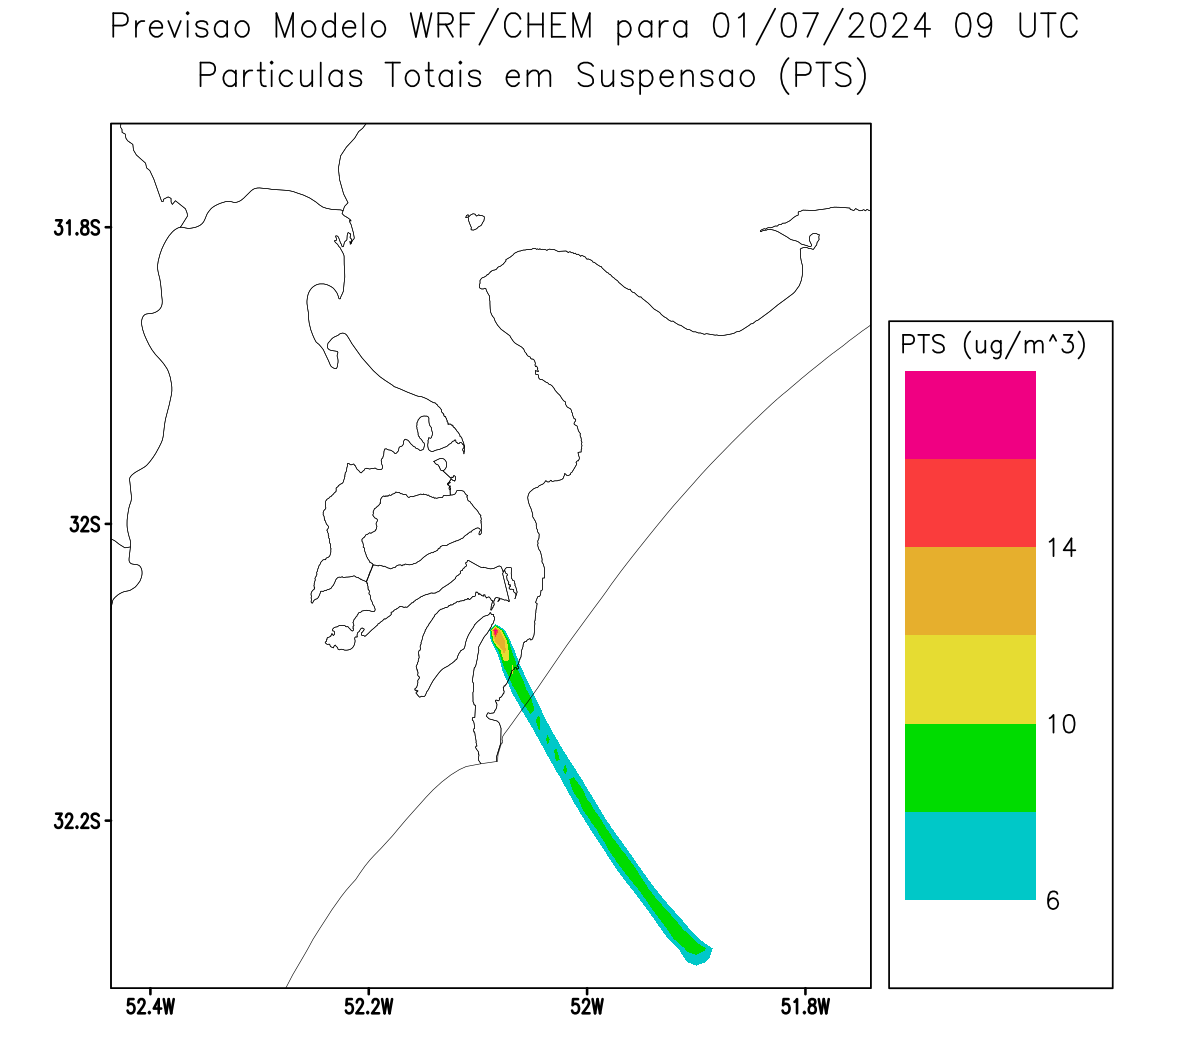 Previsao Modelo WRF/CHEM para 01/07/2024 09 UTC
Particulas Totais em Suspensao (PTS)
31.8S
32S
32.2S
52.4W
52.2W
52W
51.8W
PTS (ug/m^3)
14
10
6